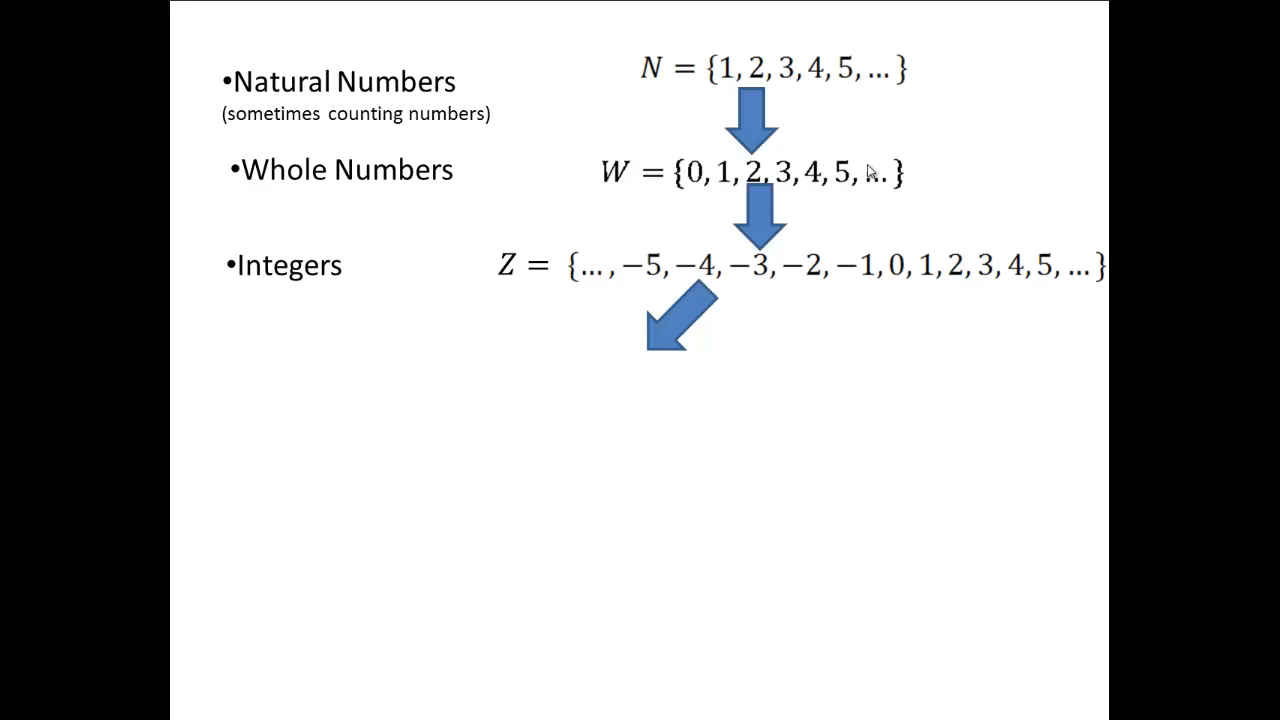 •Natural Numbers N = {1, 2, 3, 4, 5, … }
(sometimes counting numbers)
•Whole Numbers W = {0, 1, 2, 3, 4, 5, … }
•Integers Z = {… , −5, −4, −3, −2, −1, 0, 1, 2, 3, 4, 5, … }